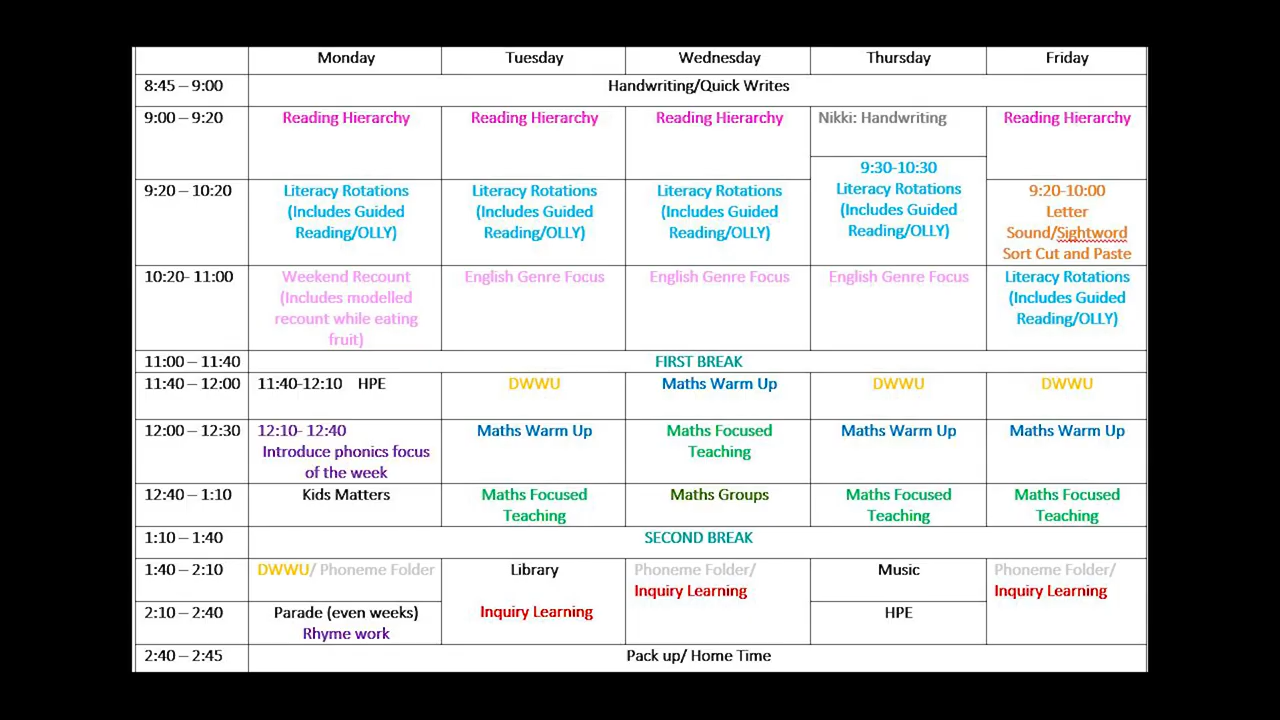 Monday Tuesday Wednesday Thursday Friday
8:45 – 9:00 Handwriting/Quick Writes
9:00 – 9:20 Reading Hierarchy Reading Hierarchy Reading Hierarchy Nikki: Handwriting Reading Hierarchy
9:30-10:30
9:20 – 10:20 Literacy Rotations Literacy Rotations Literacy Rotations Literacy Rotations 9:20-10:00
(Includes Guided (Includes Guided (Includes Guided (Includes Guided Letter
Reading/OLLY) Reading/OLLY) Reading/OLLY) Reading/OLLY) Sound/Sightword
Sort Cut and Paste
10:20- 11:00 Weekend Recount English Genre Focus English Genre Focus English Genre Focus Literacy Rotations
(Includes modelled (Includes Guided
recount while eating Reading/OLLY)
fruit)
11:00 – 11:40 FIRST BREAK
11:40 – 12:00 11:40-12:10 HPE DWWU Maths Warm Up DWWU DWWU
12:00 – 12:30 12:10- 12:40 Maths Warm Up Maths Focused Maths Warm Up Maths Warm Up
Introduce phonics focus Teaching
of the week
12:40 – 1:10 Kids Matters Maths Focused Maths Groups Maths Focused Maths Focused
Teaching Teaching Teaching
1:10 – 1:40 SECOND BREAK
1:40 – 2:10 DWWU/ Phoneme Folder Library Phoneme Folder/ Music Phoneme Folder/
Inquiry Learning Inquiry Learning
2:10 – 2:40 Parade (even weeks) Inquiry Learning HPE
Rhyme work
2:40 – 2:45 Pack up/ Home Time